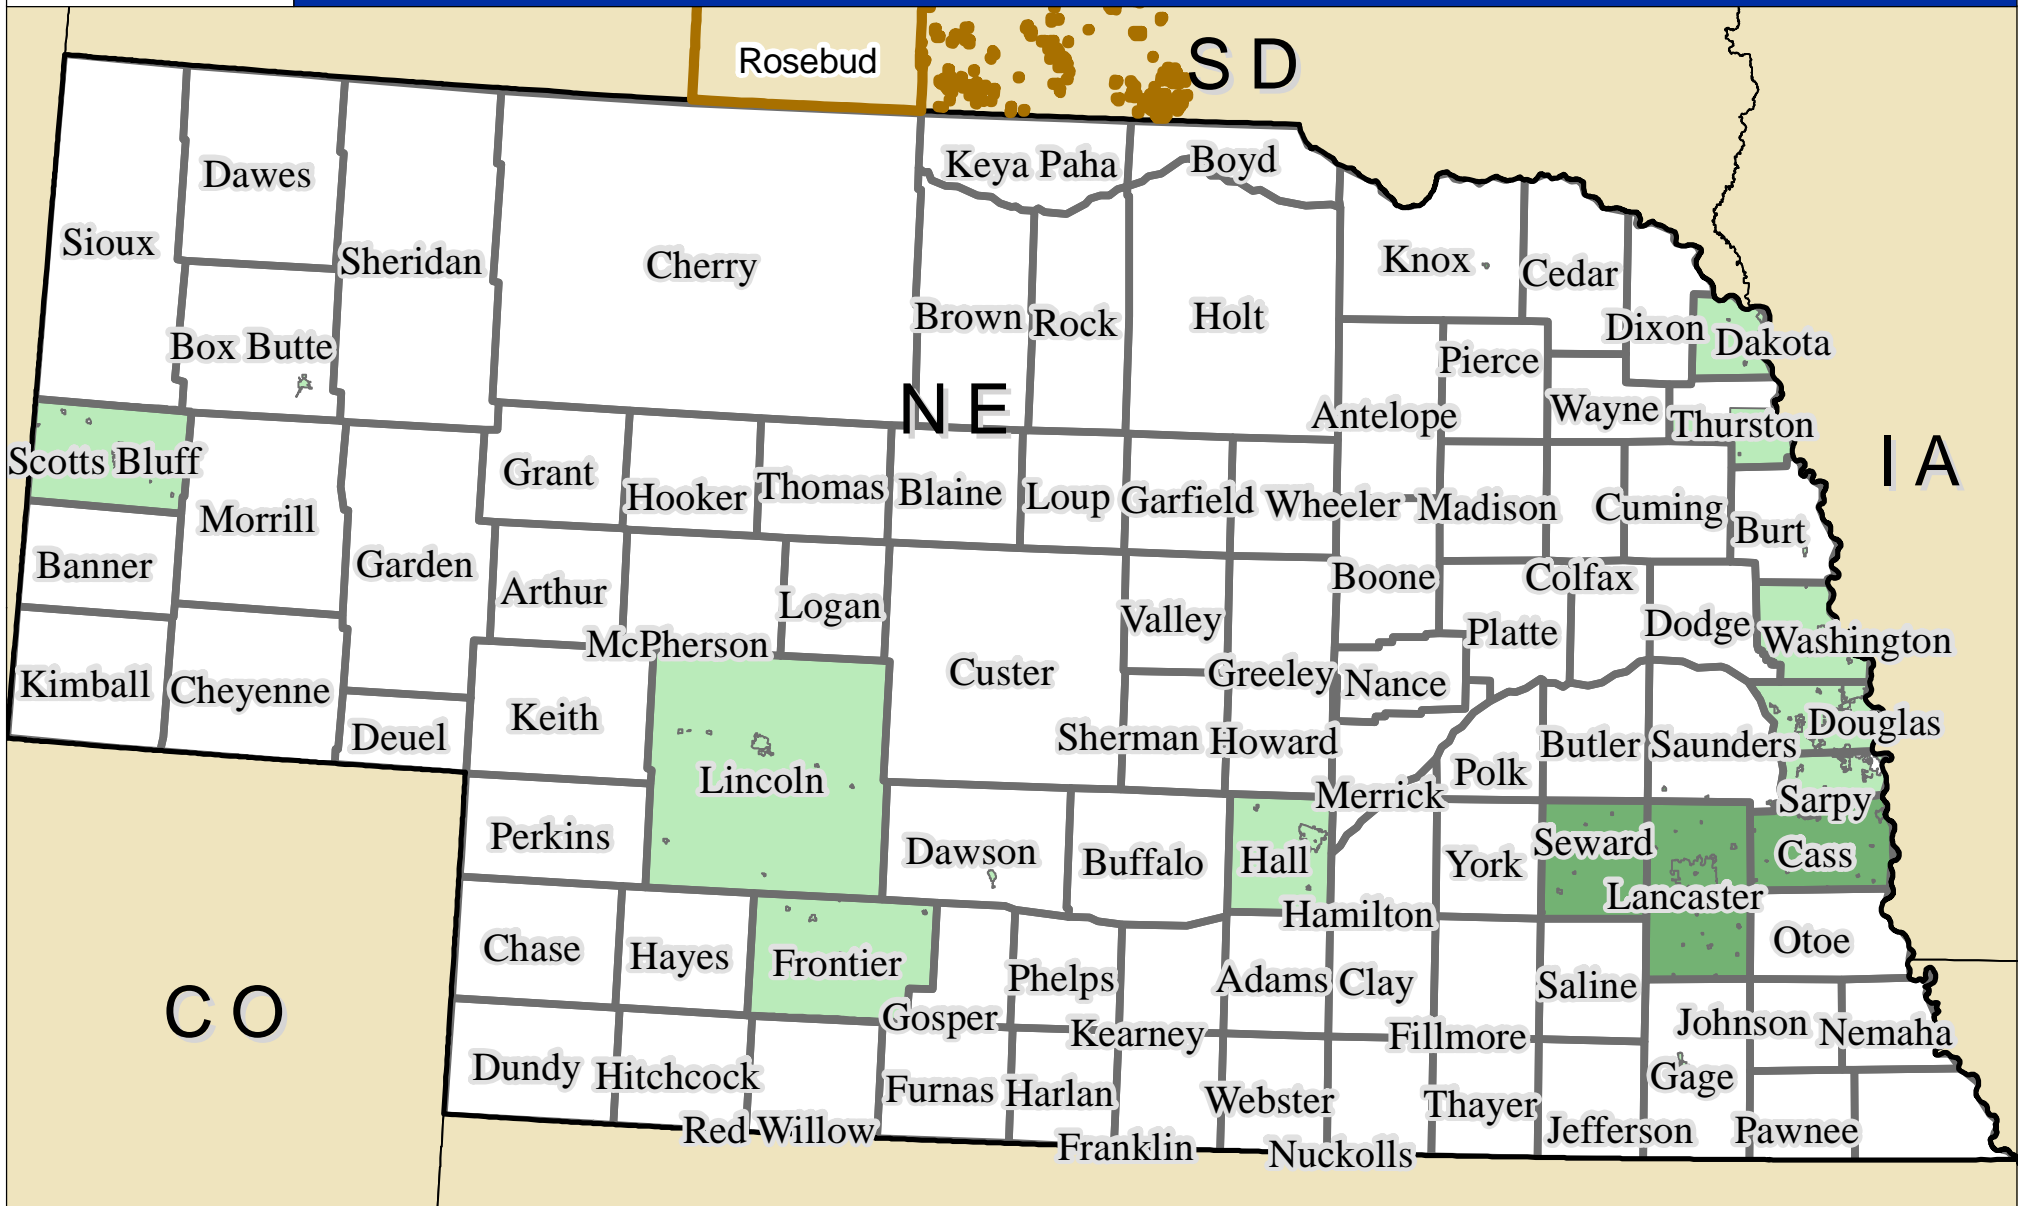 Rosebud
S D
Keya Paha
Boyd
Dawes
Sioux
Sheridan
Cherry
Knox
Cedar
Brown
Rock
Holt
Dixon
Dakota
Box Butte
Pierce
N E
Antelope
Wayne
Thurston
Scotts Bluff
I A
Grant
Hooker
Thomas
Blaine
Loup
Garfield
Wheeler
Madison
Cuming
Morrill
Burt
Banner
Garden
Arthur
Boone
Colfax
Logan
Valley
Platte
Dodge
Washington
McPherson
Custer
Greeley
Nance
Kimball
Cheyenne
Keith
Deuel
Sherman
Howard
Butler
Saunders
Douglas
Lincoln
Polk
Merrick
Sarpy
Perkins
Dawson
Buffalo
Hall
York
Seward
Cass
Lancaster
Hamilton
Chase
Hayes
Frontier
Otoe
Phelps
Adams
Clay
Saline
C O
Gosper
Kearney
Fillmore
Johnson
Nemaha
Dundy
Hitchcock
Furnas
Harlan
Webster
Thayer
Gage
Red Willow
Franklin
Nuckolls
Jefferson
Pawnee